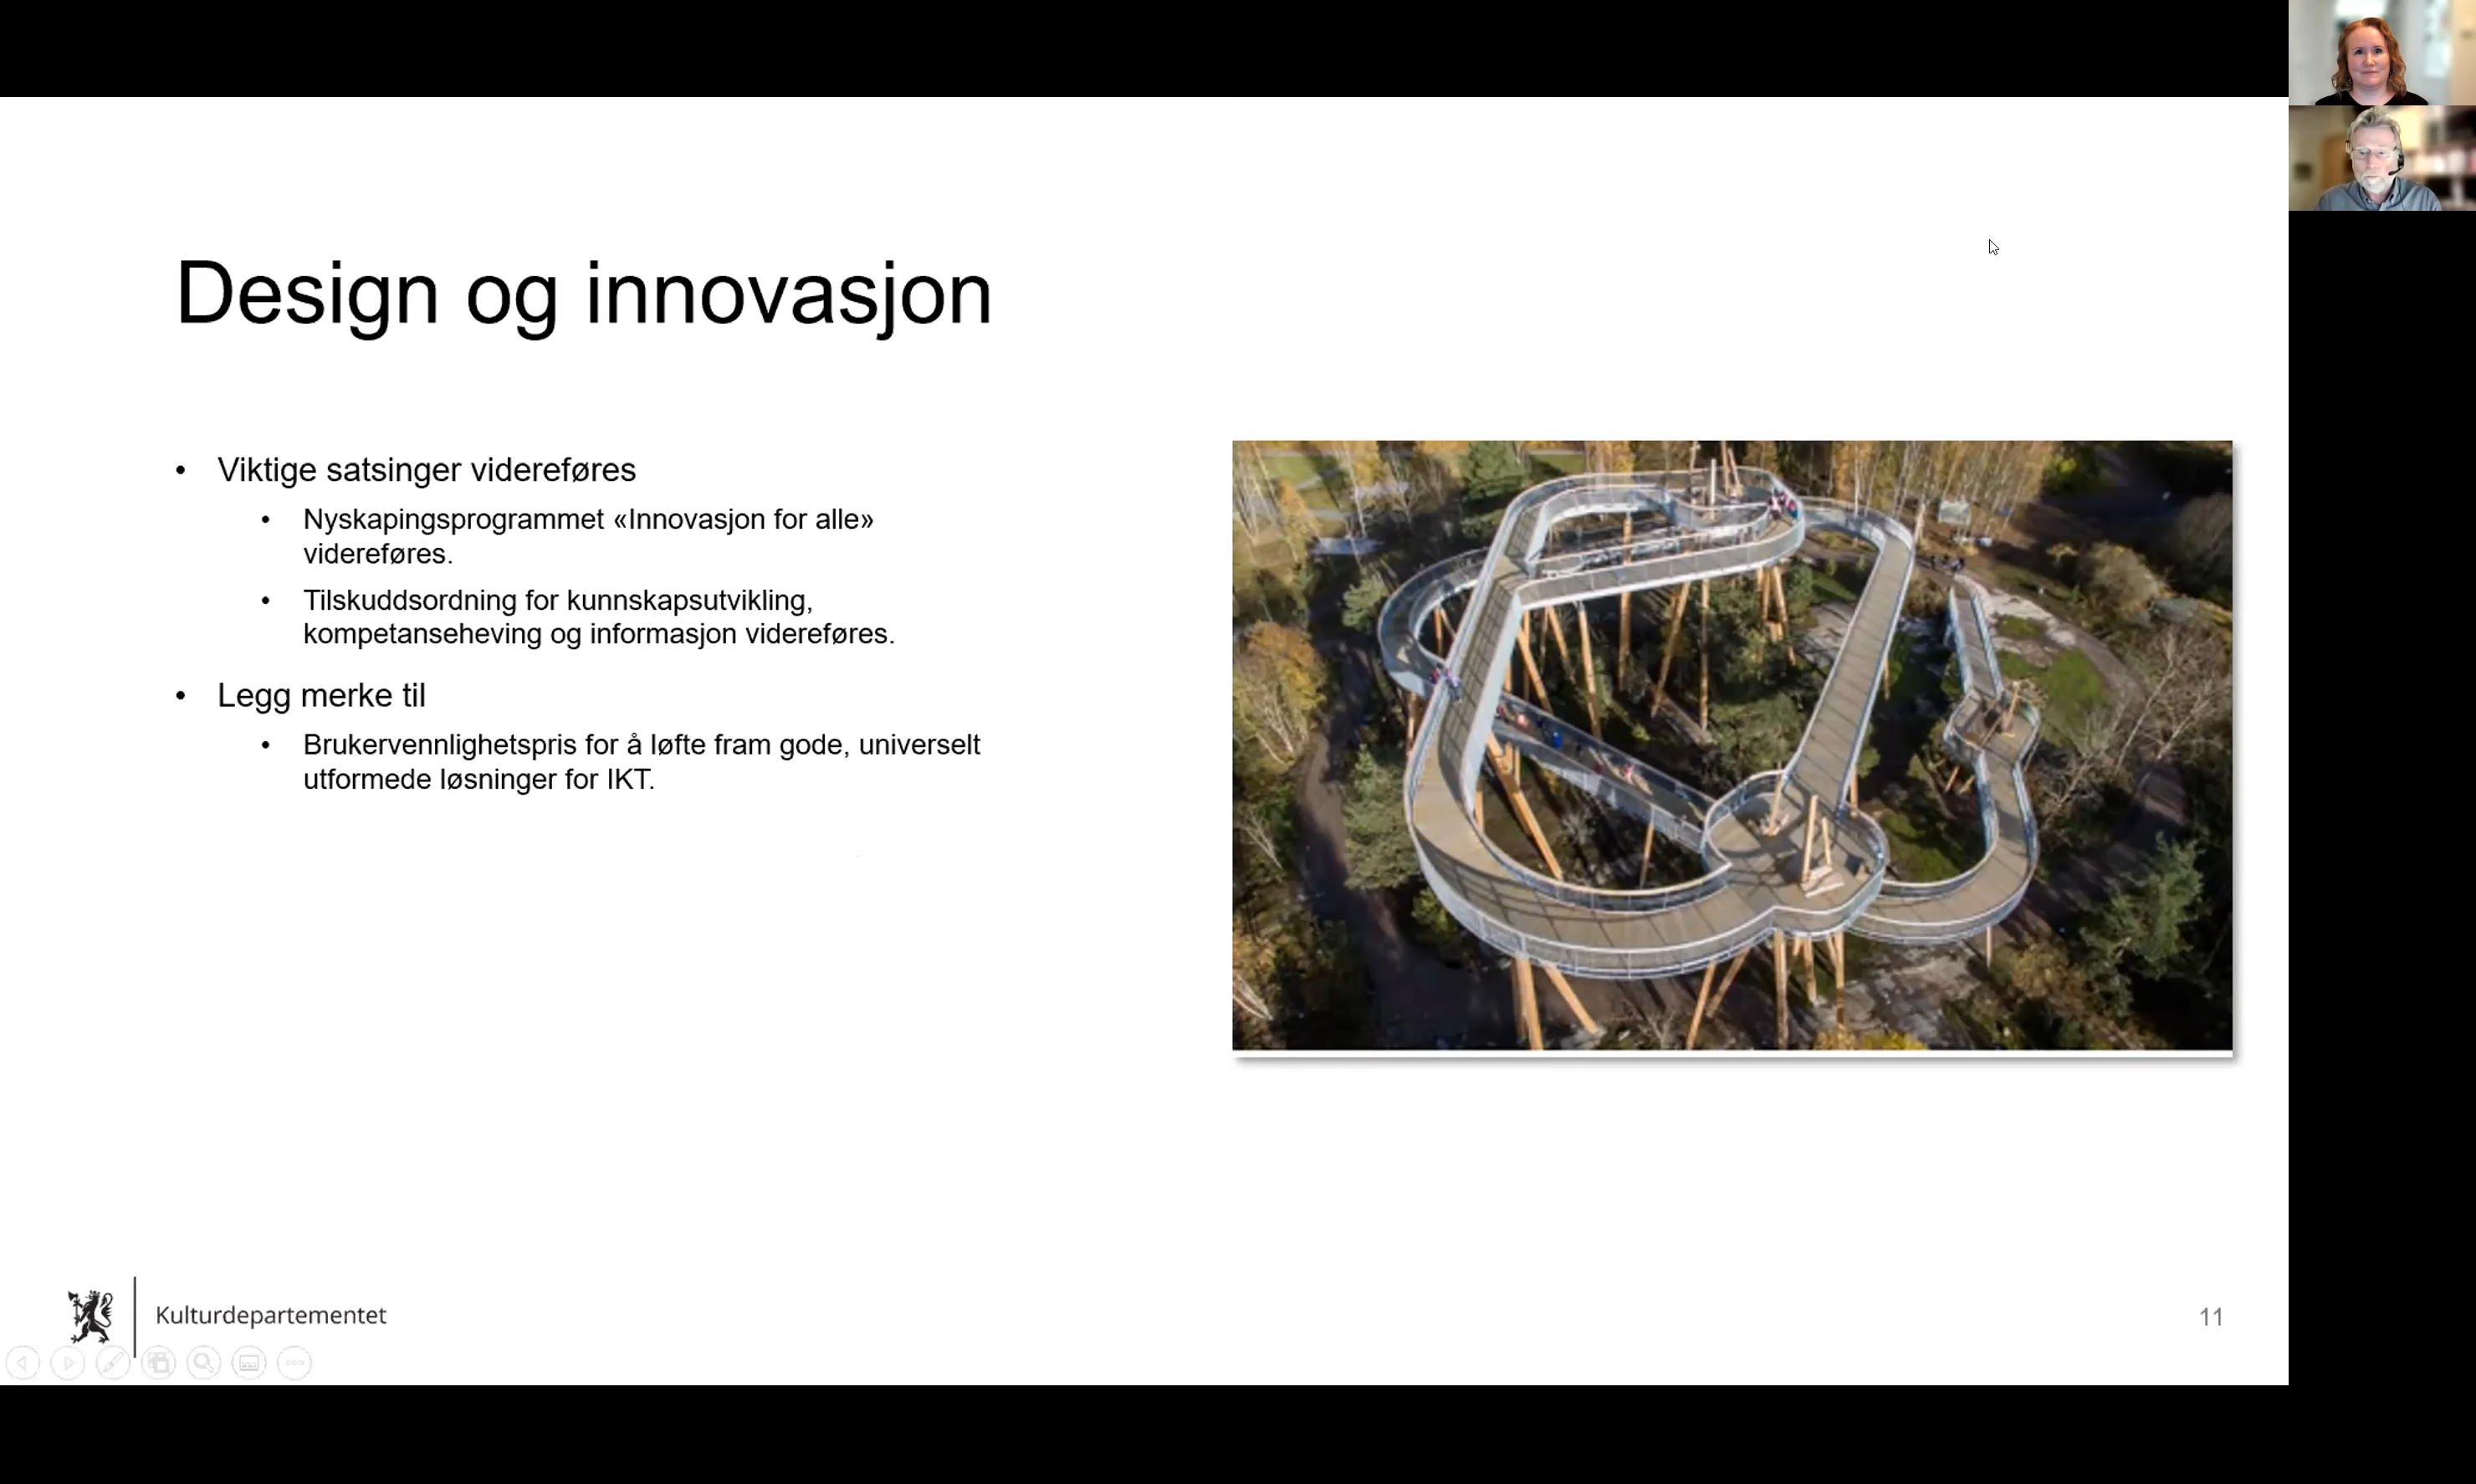 Design og innovasjon
• Viktige satsinger videreføres
• Nyskapingsprogrammet «Innovasjon for alle»
videreføres.
• Tilskuddsordning for kunnskapsutvikling,
kompetanseheving og informasjon videreføres.
• Legg merke til
• Brukervennlighetspris for å løfte fram gode, universelt
utformede løsninger for IKT.
Kulturdepartementet
11